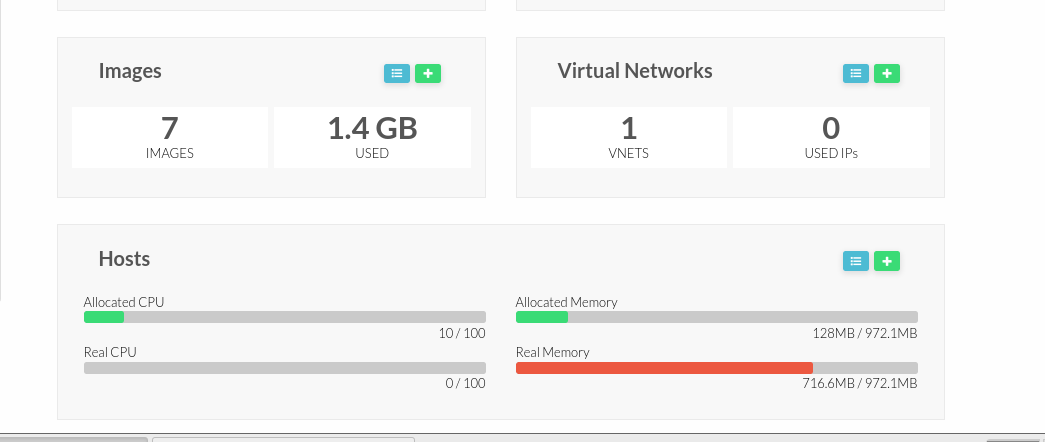 Images
7
IMAGES
1.4 GB
USED
Virtual Networks
1
VNETS
0
USED IPs
Hosts
Allocated CPU
10 / 100
Real CPU
0 / 100
Allocated Memory
128MB / 972.1MB
Real Memory
716.6MB / 972.1MB